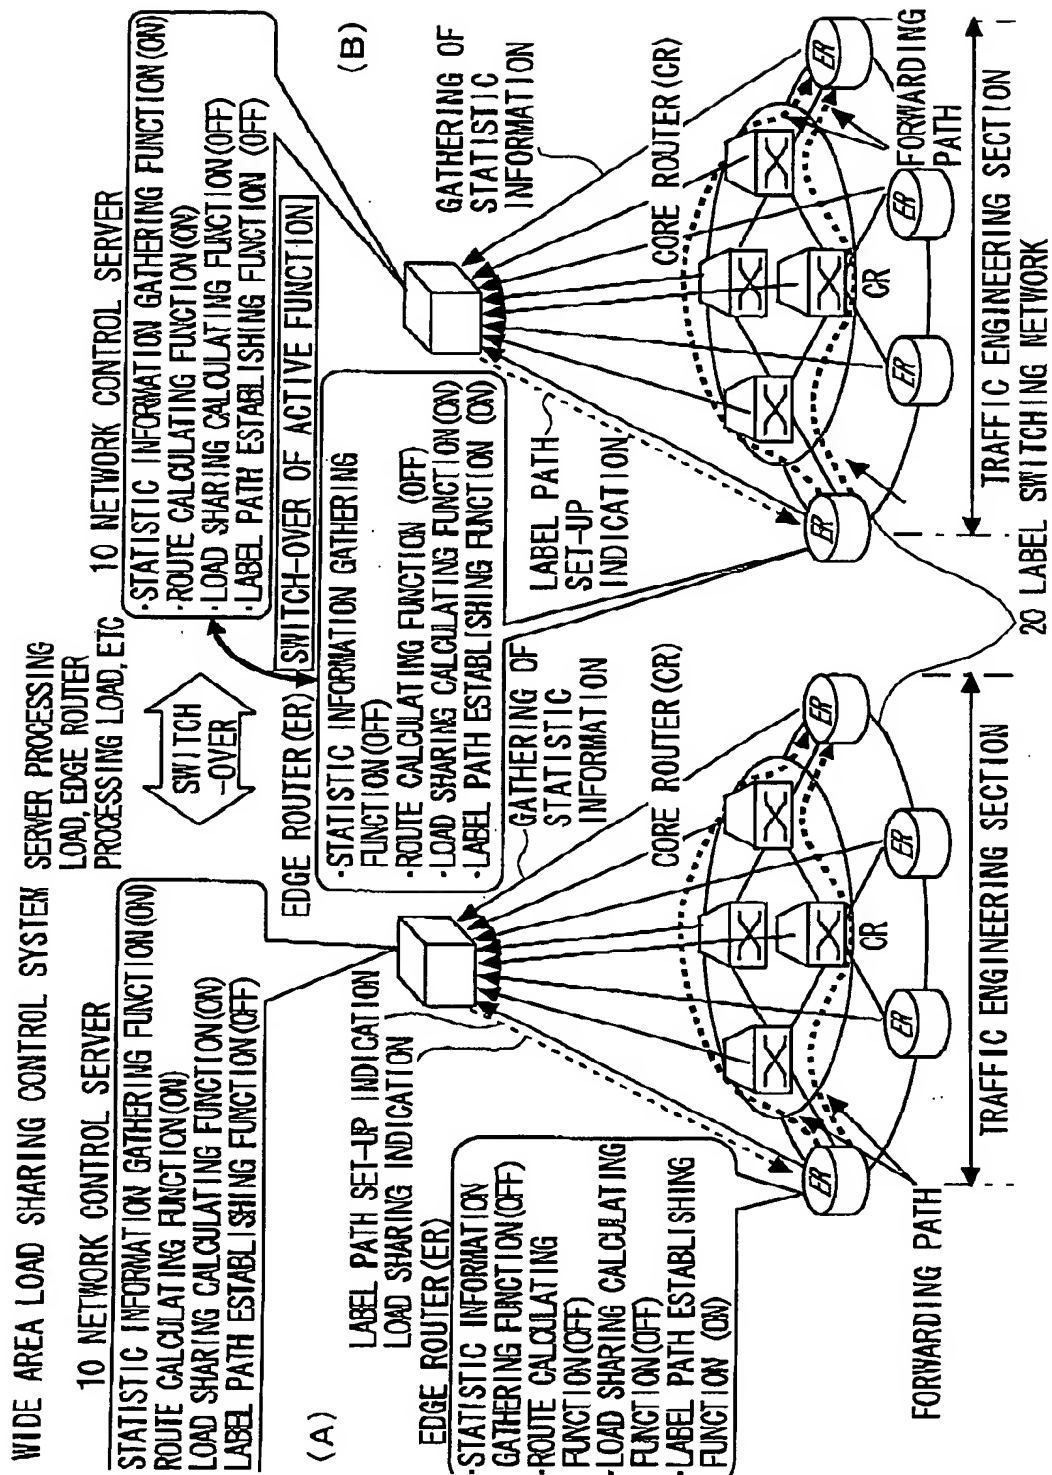 WIDE AREA LOAD SHARING CONTROL SYSTEM
10 NETWORK CONTROL SERVER
STATISTIC INFORMATION GATHERING FUNCTION(ON)
ROUTE CALCULATING FUNCTION(ON)
LOAD SHARING CALCULATING FUNCTION(ON)
LABEL PATH ESTABLISHING FUNCTION(OFF)
(A)
LABEL PATH SET-UP INDICATION
LOAD SHARING INDICATION
EDGE ROUTER(ER)
·STATISTIC INFORMATION
GATHERING FUNCTION(OFF)
·ROUTE CALCULATING
FUNCTION(OFF)
·LOAD SHARING CALCULATING
FUNCTION(OFF)
·LABEL PATH ESTABLISHING
FUNCTION (ON)
GATHERING OF
STATISTIC
INFORMATION
CORE ROUTER(CR)
CR
ER
ER
ER
ER
FORWARDING PATH
TRAFFIC ENGINEERING SECTION
SERVER PROCESSING
LOAD, EDGE ROUTER
PROCESSING LOAD, ETC
SWITCH
-OVER
10 NETWORK CONTROL SERVER
·STATISTIC INFORMATION GATHERING FUNCTION(ON)
·ROUTE CALCULATING FUNCTION(ON)
·LOAD SHARING CALCULATING FUNCTION(OFF)
·LABEL PATH ESTABLISHING FUNCTION (OFF)
(B)
SWITCH-OVER OF ACTIVE FUNCTION
EDGE ROUTER(ER)
·STATISTIC INFORMATION GATHERING
FUNCTION(OFF)
·ROUTE CALCULATING FUNCTION (OFF)
·LOAD SHARING CALCULATING FUNCTION(ON)
·LABEL PATH ESTABLISHING FUNCTION (ON)
LABEL PATH
SET-UP
INDICATION
GATHERING OF
STATISTIC
INFORMATION
CORE ROUTER(CR)
CR
ER
ER
ER
ER
FORWARDING
PATH
TRAFFIC ENGINEERING SECTION
20 LABEL SWITCHING NETWORK